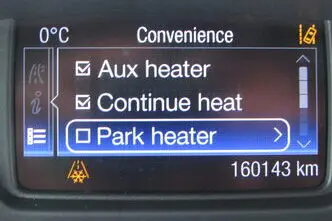 0°C Convenience
Aux heater
Continue heat
Park heater
160143 km